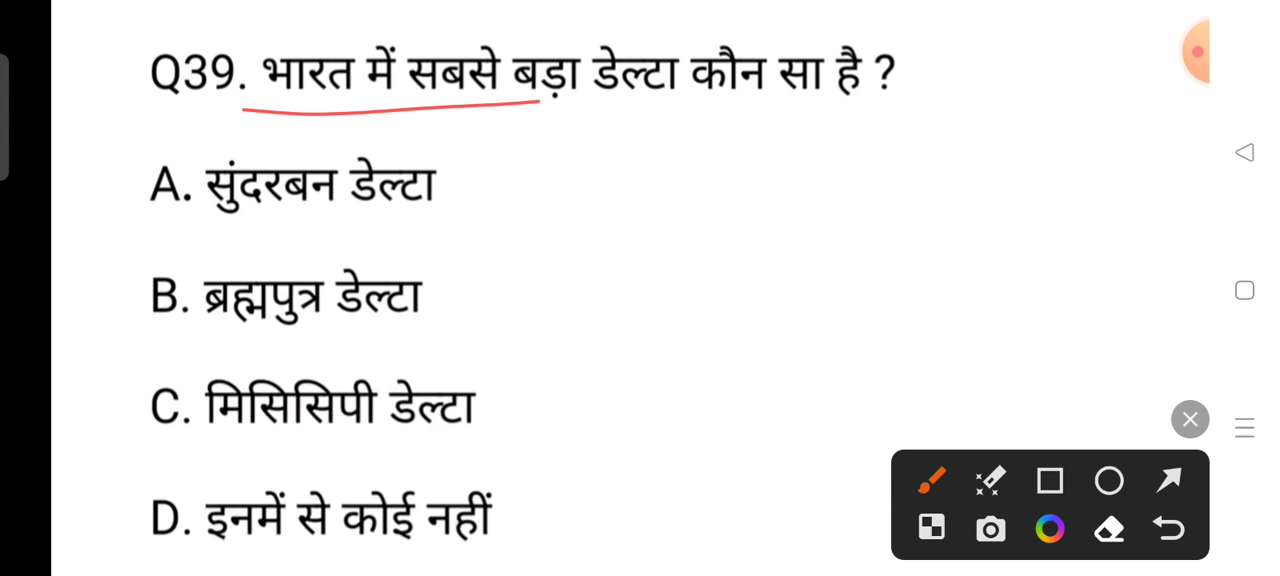 Q39. भारत में सबसे बड़ा डेल्टा कौन सा है ?
A. सुंदरबन डेल्टा
B. ब्रह्मपुत्र डेल्टा
C. मिसिसिपी डेल्टा
D. इनमें से कोई नहीं